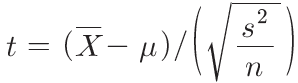 t = (X̅ − μ)/(√(s²/n))